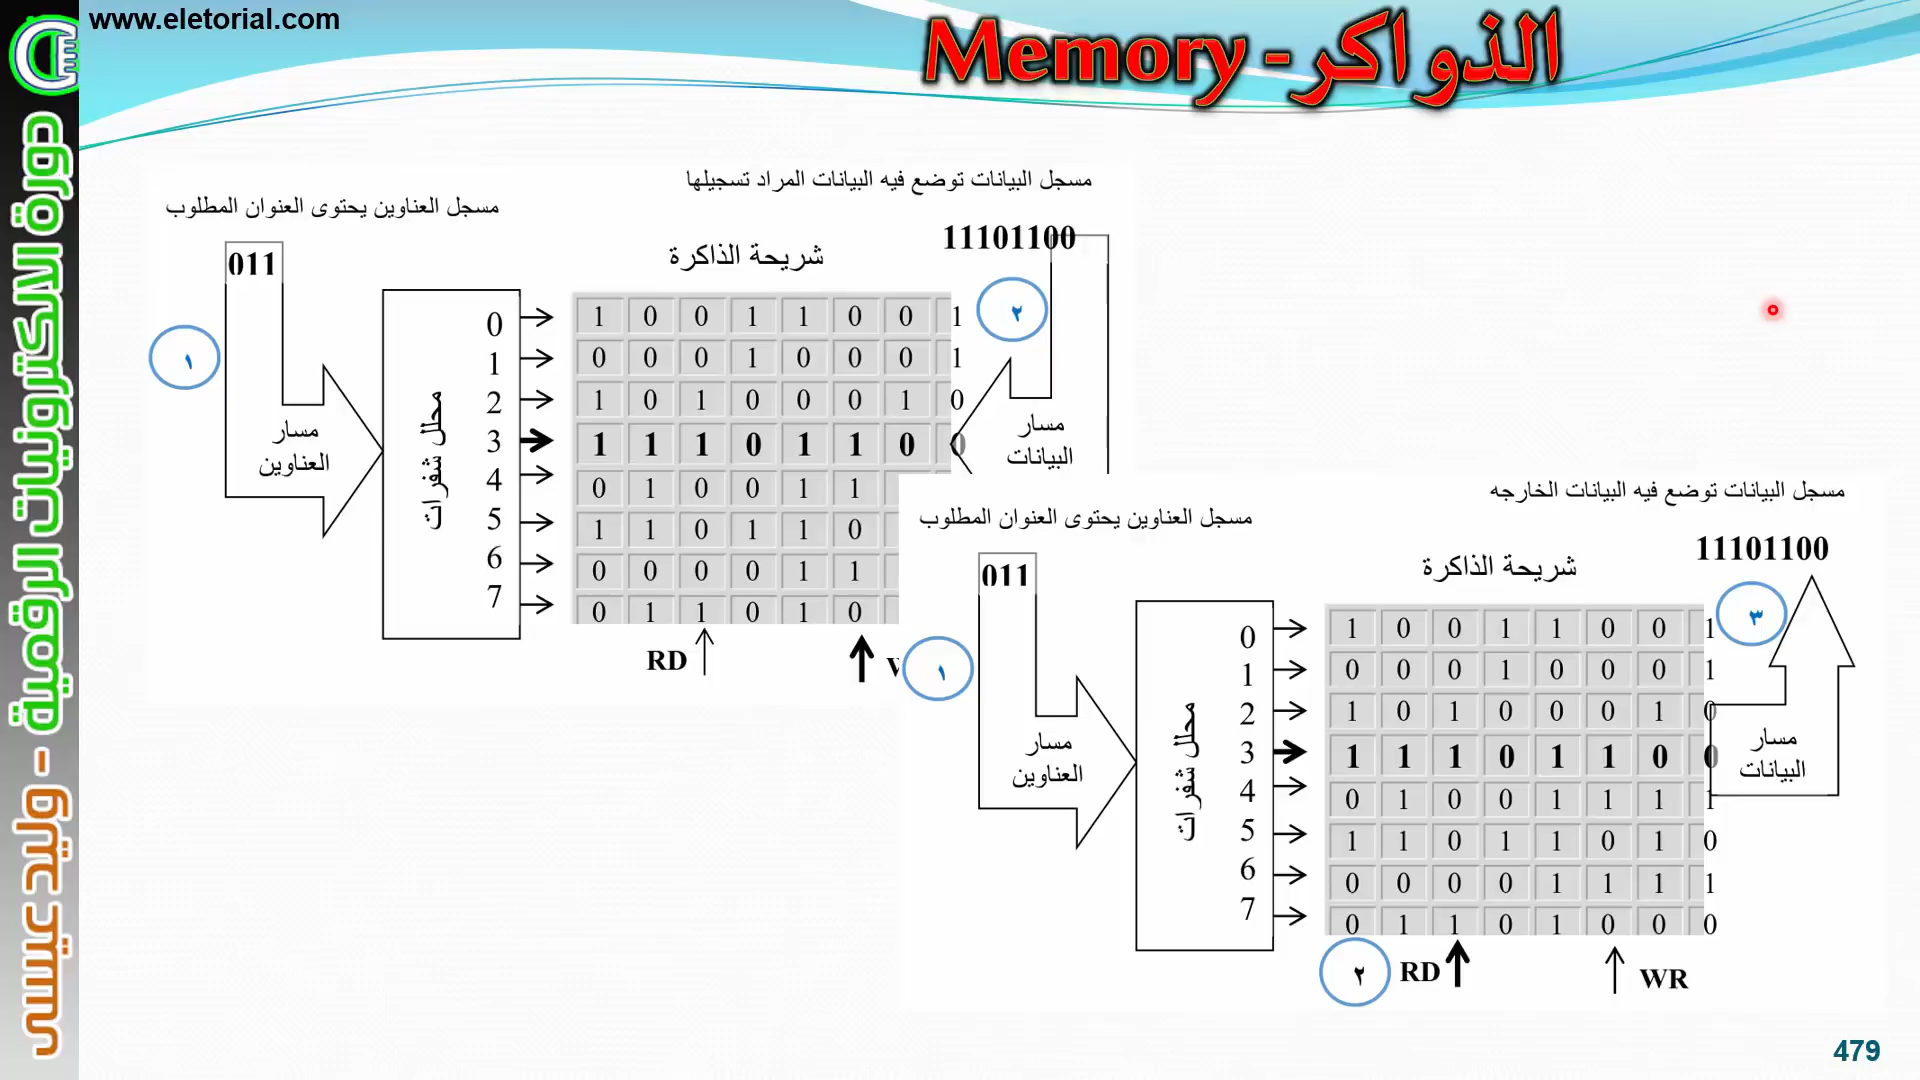 www.eletorial.com
الذواكر - Memory
دورة الالكترونيات الرقمية - وليد عيسى
مسجل البيانات توضع فيه البيانات المراد تسجيلها
مسجل العناوين يحتوى العنوان المطلوب
11101100
شريحة الذاكرة
011
١
٢
مسار
العناوين
محلل شفرات
0
1
2
3
4
5
6
7
1 0 0 1 1 0 0 1
0 0 0 1 0 0 0 1
1 0 1 0 0 0 1 0
1 1 1 0 1 1 0 0
0 1 0 0 1 1
1 1 0 1 1 0
0 0 0 0 1 1
0 1 1 0 1 0
مسار
البيانات
RD
مسجل البيانات توضع فيه البيانات الخارجه
مسجل العناوين يحتوى العنوان المطلوب
11101100
شريحة الذاكرة
011
١
٣
مسار
العناوين
محلل شفرات
0
1
2
3
4
5
6
7
1 0 0 1 1 0 0 1
0 0 0 1 0 0 0 1
1 0 1 0 0 0 1 0
1 1 1 0 1 1 0 0
0 1 0 0 1 1 1 1
1 1 0 1 1 0 1 0
0 0 0 0 1 1 1 1
0 1 1 0 1 0 0 0
مسار
البيانات
٢
RD
WR
479